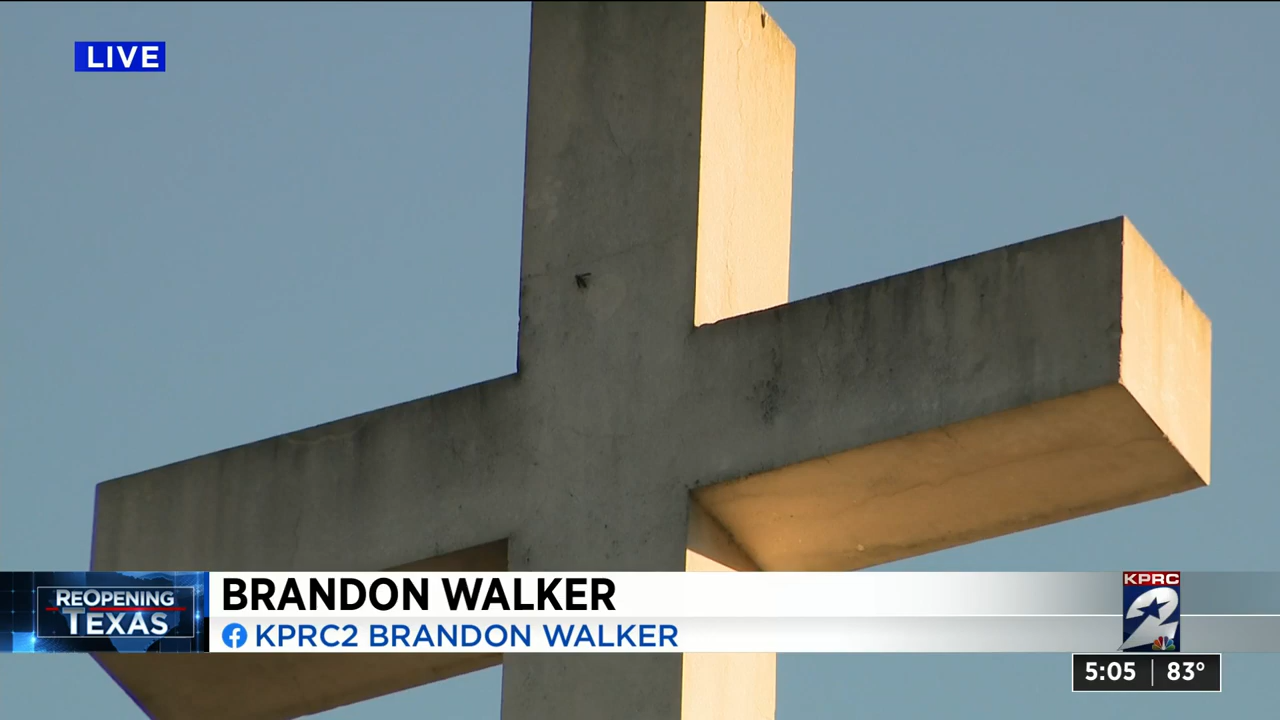 LIVE
REOPENING
TEXAS
BRANDON WALKER
KPRC2 BRANDON WALKER
KPRC
2
5:05 | 83°